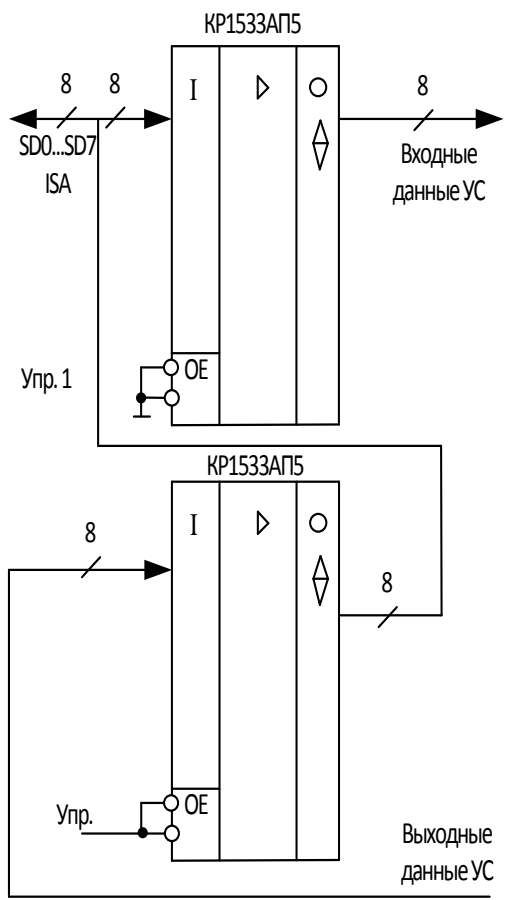 КР1533АП5
8 8 I 8
SD0...SD7
ISA
Входные
данные УС
OE
Упр. 1
КР1533АП5
I
8
8
OE
Упр.
Выходные
данные УС